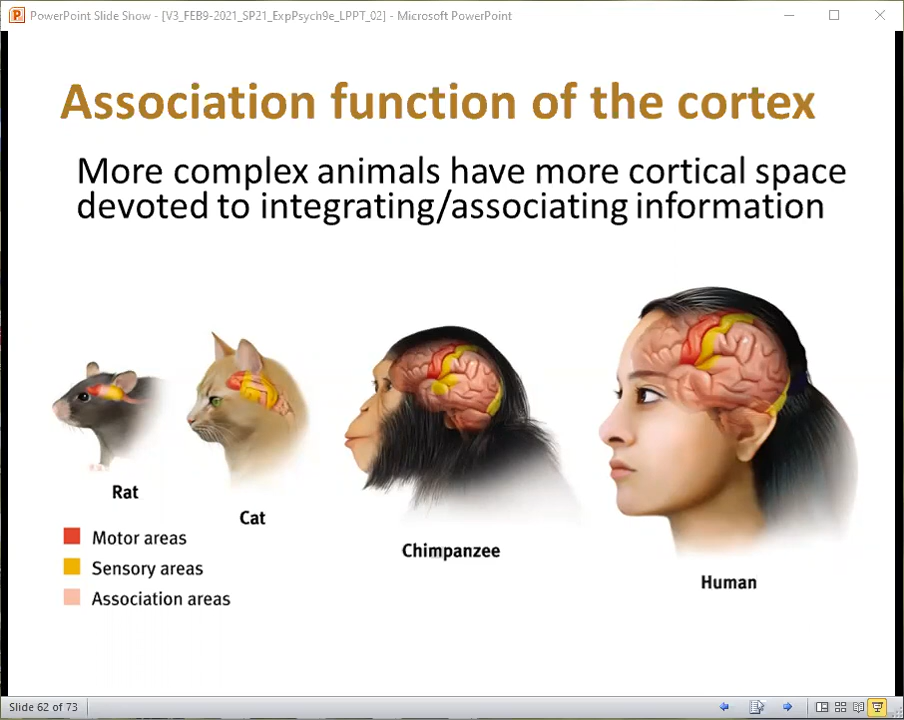 PowerPoint Slide Show - [V3_FEB9-2021_SP21_ExpPsych9e_LPPT_02] - Microsoft PowerPoint
Association function of the cortex
More complex animals have more cortical space
devoted to integrating/associating information
Rat
Cat
Chimpanzee
Human
Motor areas
Sensory areas
Association areas
Slide 62 of 73